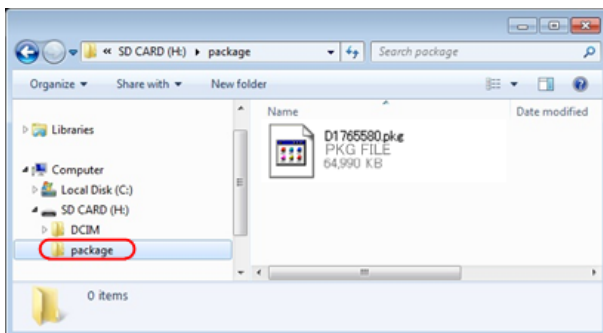 « SD CARD (H:) ▸ package
Search package
Organize ▾ Share with ▾ New folder
Name Date modified
Libraries
Computer
Local Disk (C:)
SD CARD (H:)
DCIM
package
D1765580.pkg
PKG FILE
64,990 KB
0 items